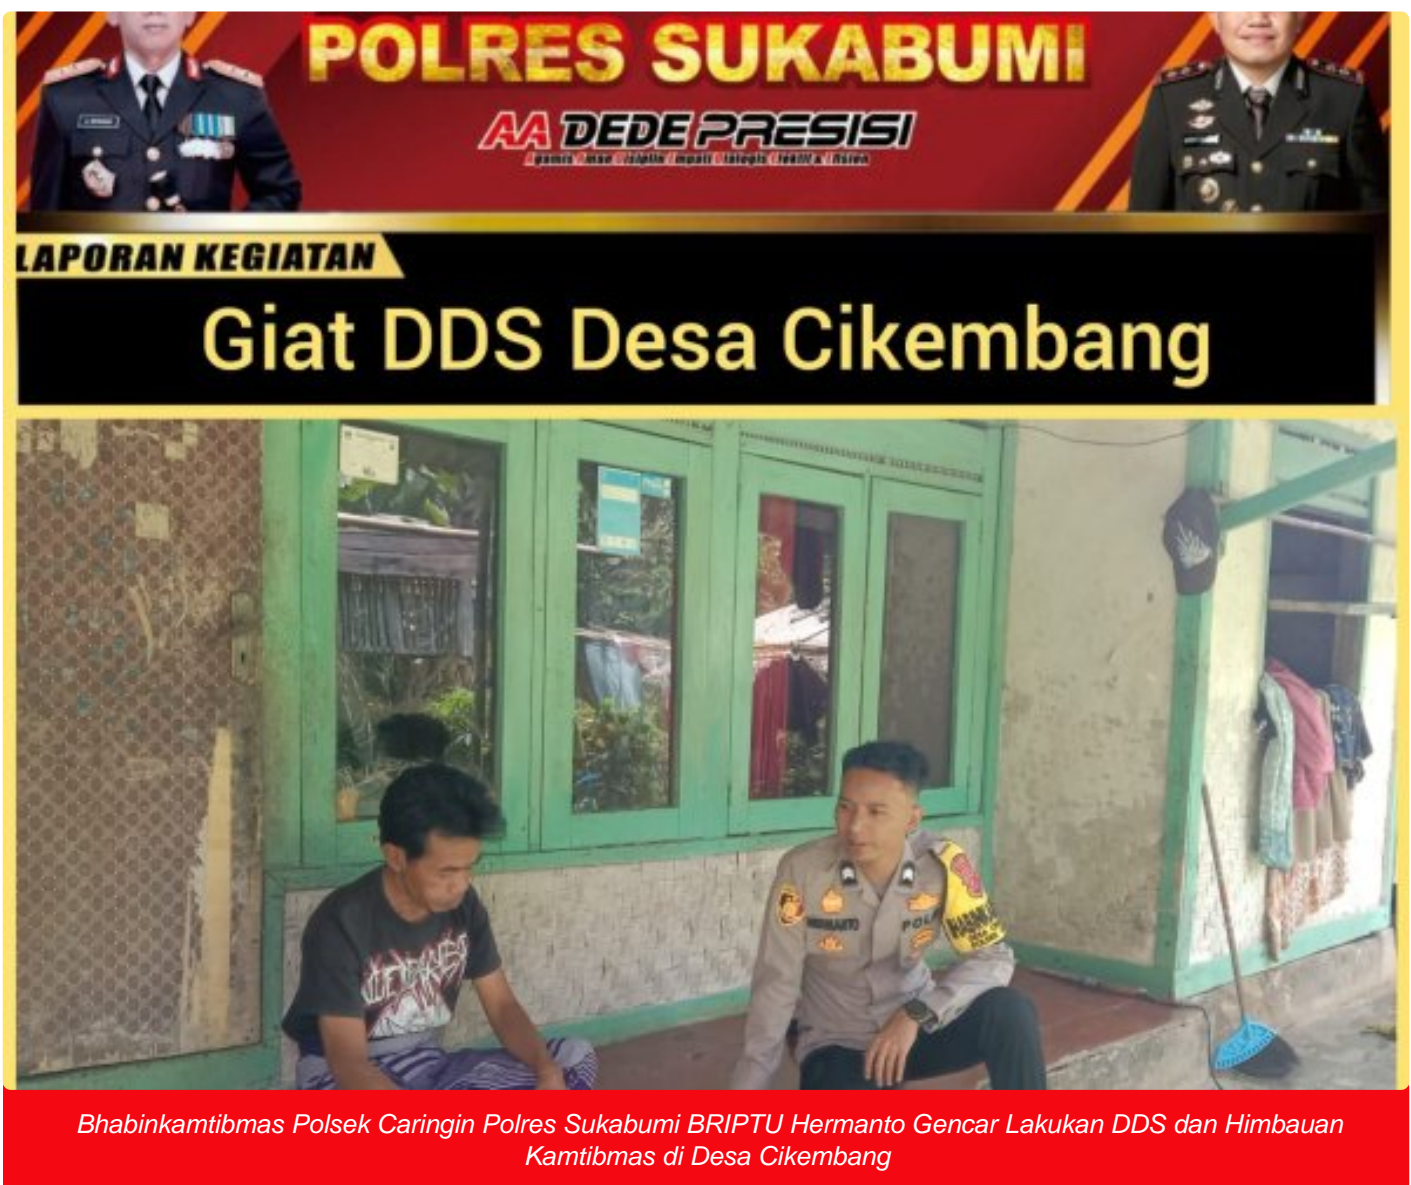 POLRES SUKABUMI
AA DEDE PRESISI
LAPORAN KEGIATAN
Giat DDS Desa Cikembang
HERMANTO
Bhabinkamtibmas Polsek Caringin Polres Sukabumi BRIPTU Hermanto Gencar Lakukan DDS dan Himbauan
Kamtibmas di Desa Cikembang